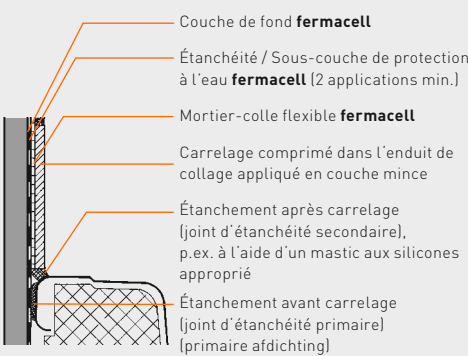 Couche de fond fermacell
Étanchéité / Sous-couche de protection
à l'eau fermacell (2 applications min.)
Mortier-colle flexible fermacell
Carrelage comprimé dans l'enduit de
collage appliqué en couche mince
Étanchement après carrelage
(joint d'étanchéité secondaire),
p.ex. à l'aide d'un mastic aux silicones
approprié
Étanchement avant carrelage
(joint d'étanchéité primaire)
(primaire afdichting)